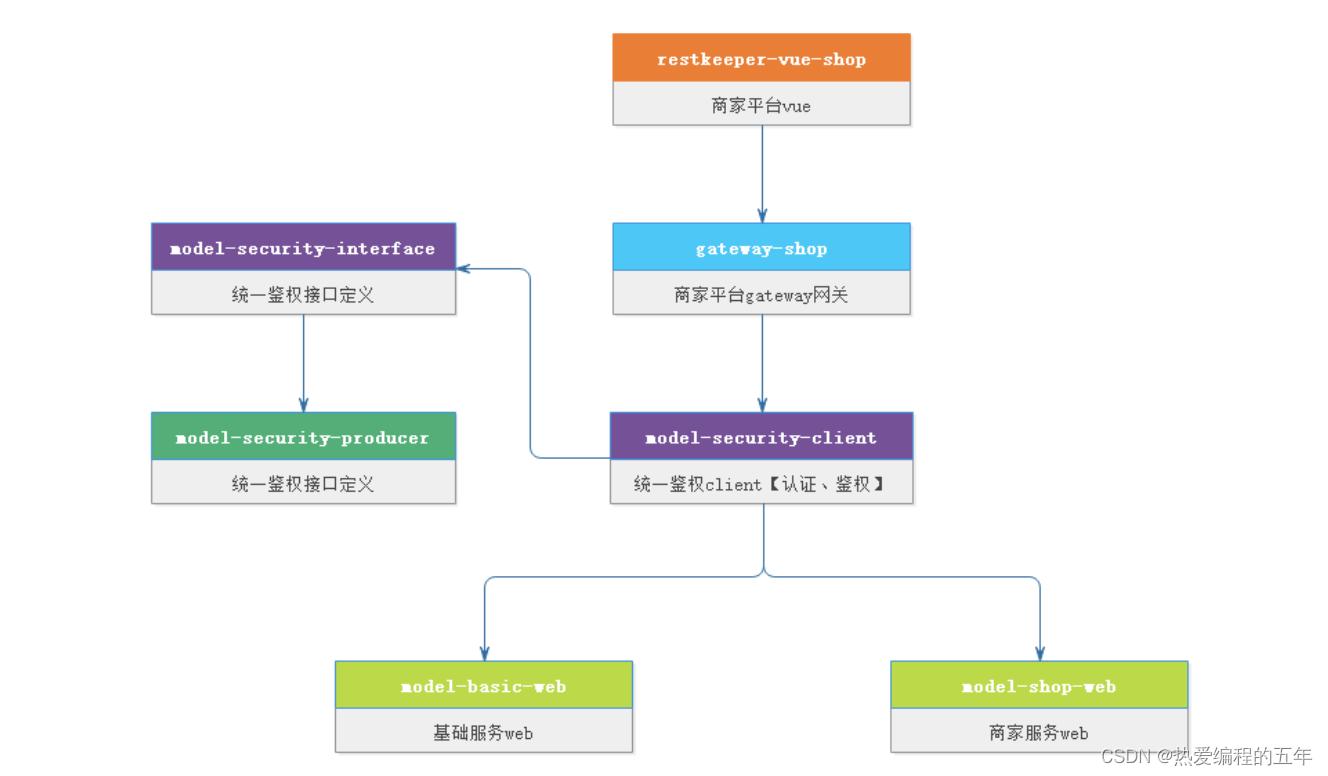 restkeeper-vue-shop
商家平台vue
model-security-interface
统一鉴权接口定义
gateway-shop
商家平台gateway网关
model-security-producer
统一鉴权接口定义
model-security-client
统一鉴权client【认证、鉴权】
model-basic-web
基础服务web
model-shop-web
商家服务web
CSDN @热爱编程的五年